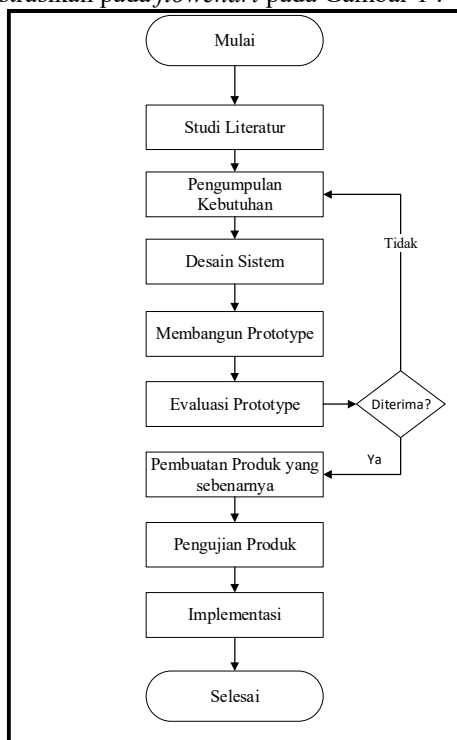 pada flowchart pada Gambar 1 .
Mulai
Studi Literatur
Pengumpulan
Kebutuhan
Tidak
Desain Sistem
Membangun Prototype
Evaluasi Prototype
Diterima?
Ya
Pembuatan Produk yang
sebenarnya
Pengujian Produk
Implementasi
Selesai